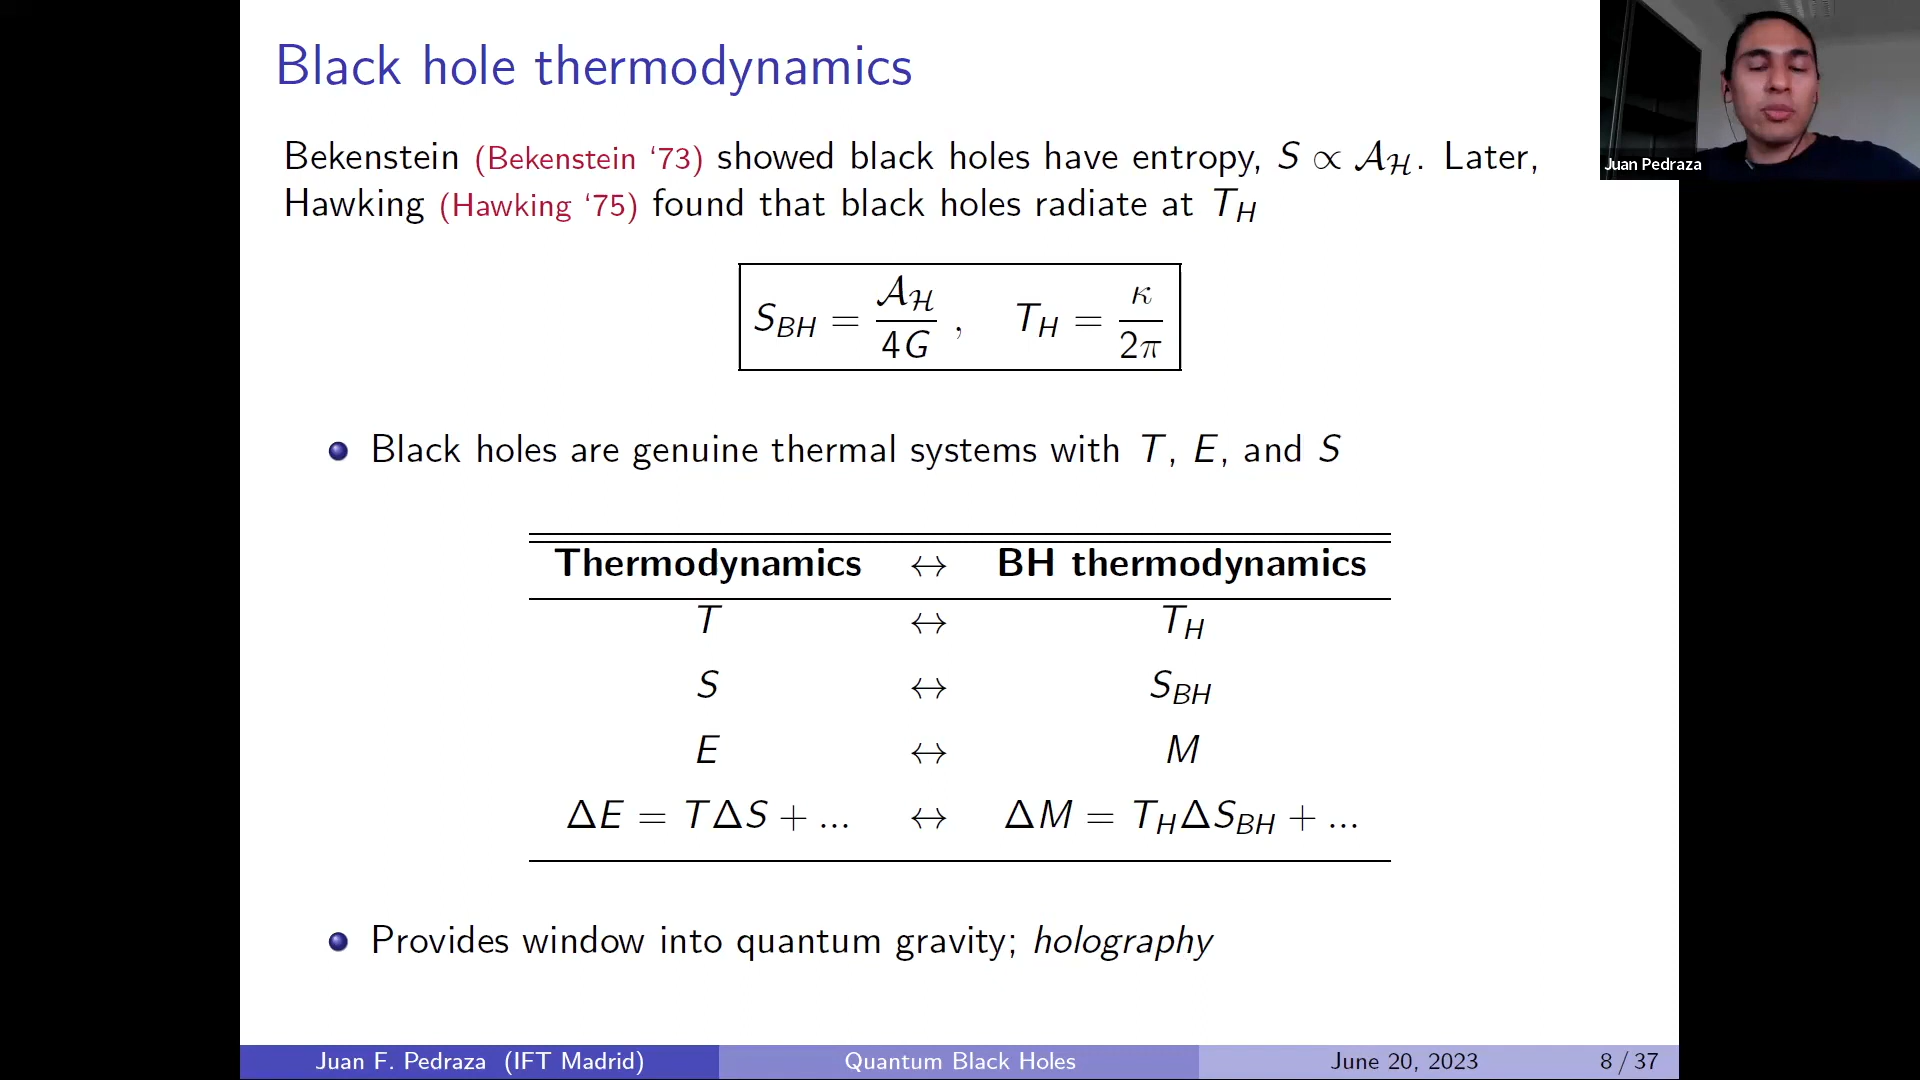 Black hole thermodynamics
Juan Pedraza
Bekenstein (Bekenstein ‘73) showed black holes have entropy, S ∝ 𝒜_ℋ. Later,
Hawking (Hawking ‘75) found that black holes radiate at T_H
S_BH = 𝒜_ℋ / 4G , T_H = κ / 2π
Black holes are genuine thermal systems with T, E, and S
Thermodynamics ↔ BH thermodynamics
T ↔ T_H
S ↔ S_BH
E ↔ M
ΔE = TΔS + ... ↔ ΔM = T_HΔS_BH + ...
Provides window into quantum gravity; holography
Juan F. Pedraza (IFT Madrid) Quantum Black Holes June 20, 2023 8 / 37